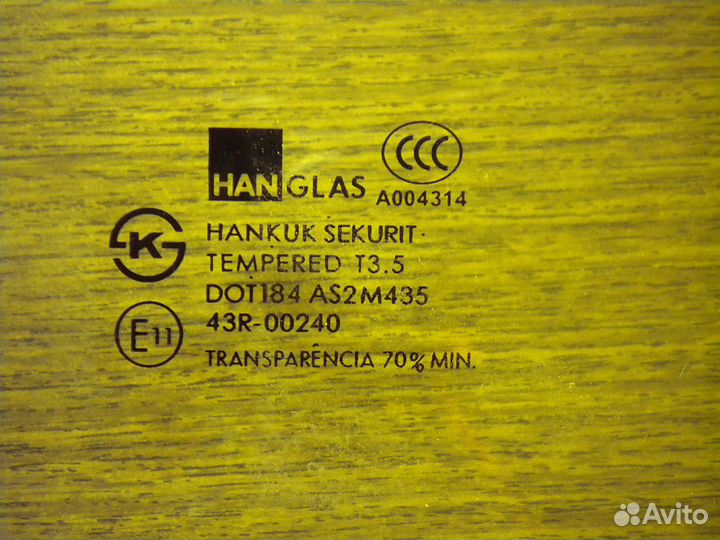 HANGLAS
CCC
A004314
K
HANKUK SEKURIT
TEMPERED T3.5
DOT184 AS2M435
E11
43R-00240
TRANSPARÊNCIA 70% MIN.
Avito